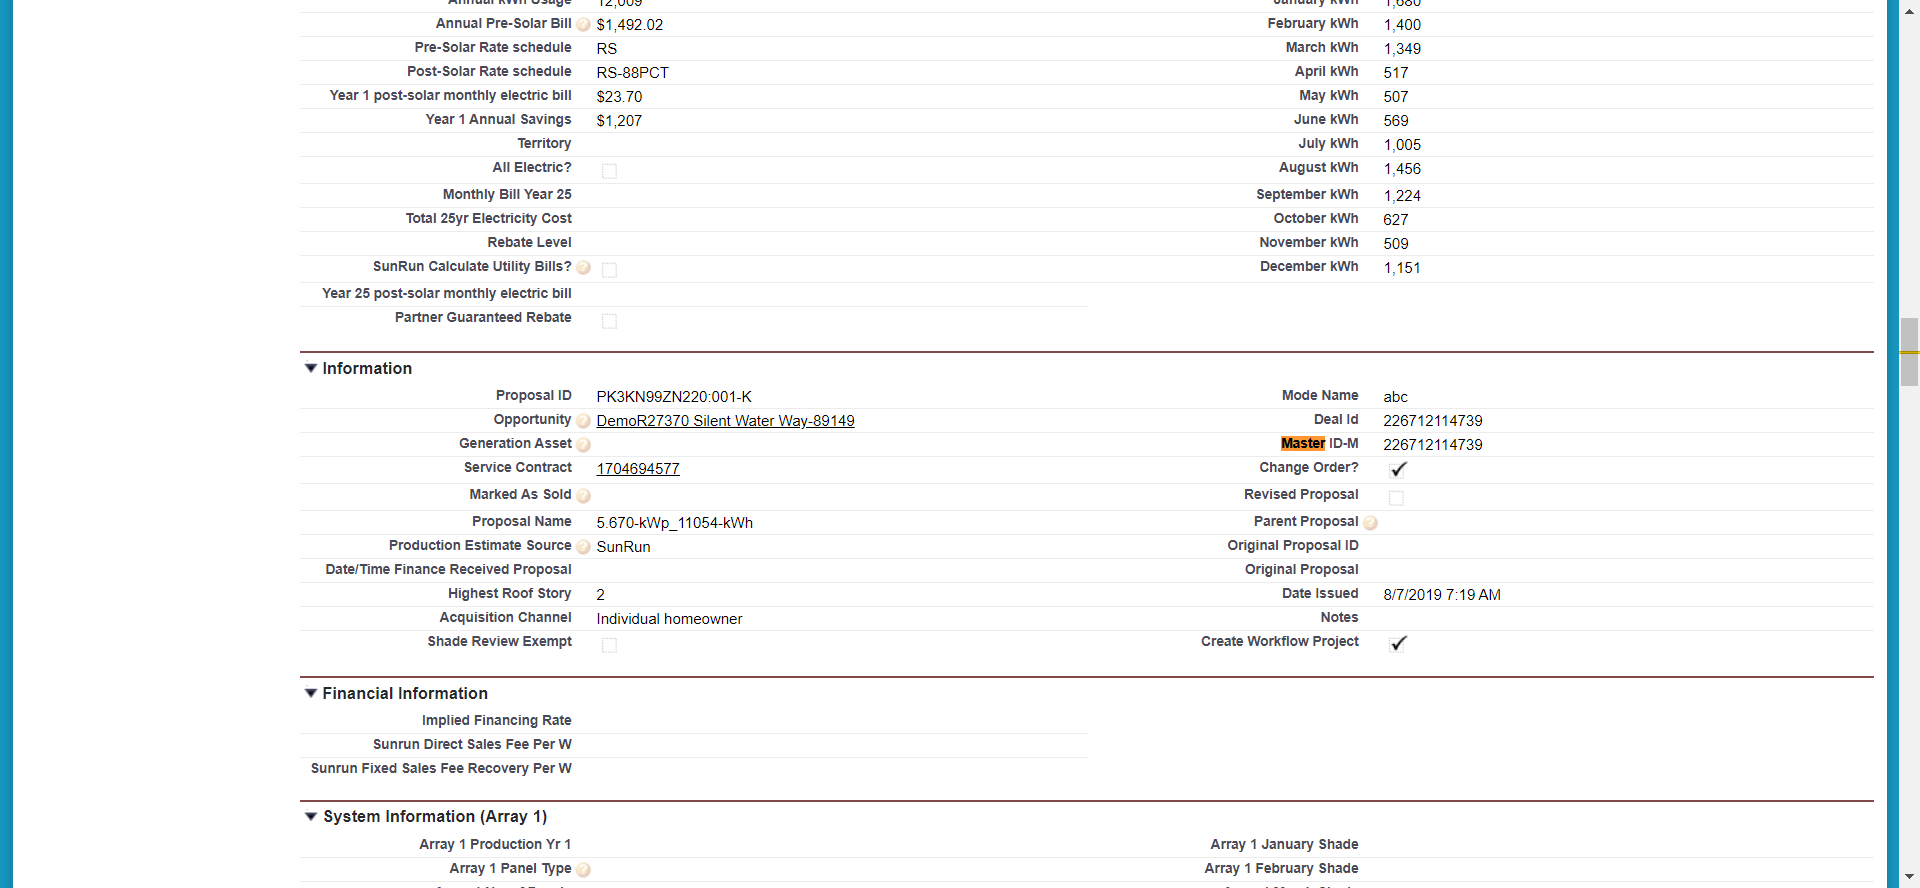 Annual kWh Usage 12,009 January kWh 1,680
Annual Pre-Solar Bill ? $1,492.02 February kWh 1,400
Pre-Solar Rate schedule RS March kWh 1,349
Post-Solar Rate schedule RS-88PCT April kWh 517
Year 1 post-solar monthly electric bill $23.70 May kWh 507
Year 1 Annual Savings $1,207 June kWh 569
Territory July kWh 1,005
All Electric? August kWh 1,456
Monthly Bill Year 25 September kWh 1,224
Total 25yr Electricity Cost October kWh 627
Rebate Level November kWh 509
SunRun Calculate Utility Bills? ? December kWh 1,151
Year 25 post-solar monthly electric bill
Partner Guaranteed Rebate
Information
Proposal ID PK3KN99ZN220:001-K Mode Name abc
Opportunity ? DemoR27370 Silent Water Way-89149 Deal Id 226712114739
Generation Asset ? Master ID-M 226712114739
Service Contract 1704694577 Change Order?
Marked As Sold ? Revised Proposal
Proposal Name 5.670-kWp_11054-kWh Parent Proposal ?
Production Estimate Source ? SunRun Original Proposal ID
Date/Time Finance Received Proposal Original Proposal
Highest Roof Story 2 Date Issued 8/7/2019 7:19 AM
Acquisition Channel Individual homeowner Notes
Shade Review Exempt Create Workflow Project
Financial Information
Implied Financing Rate
Sunrun Direct Sales Fee Per W
Sunrun Fixed Sales Fee Recovery Per W
System Information (Array 1)
Array 1 Production Yr 1 Array 1 January Shade
Array 1 Panel Type ? Array 1 February Shade